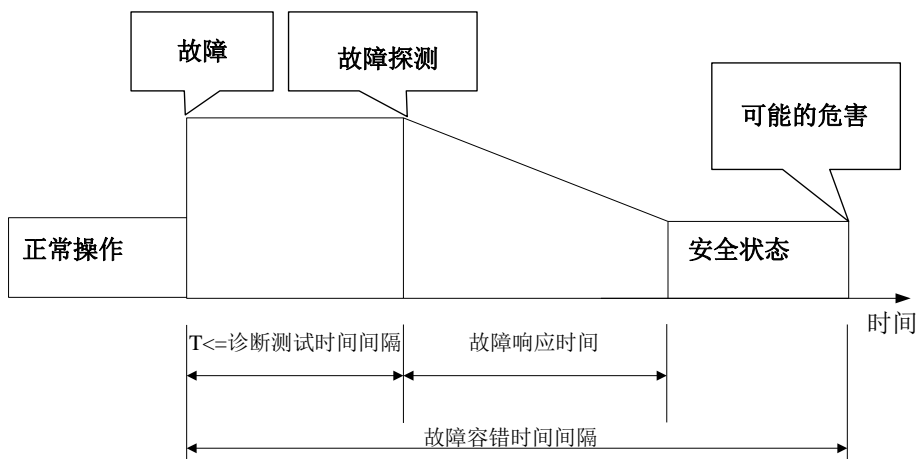 故障
故障探测
可能的危害
正常操作
安全状态
时间
T<=诊断测试时间间隔
故障响应时间
故障容错时间间隔